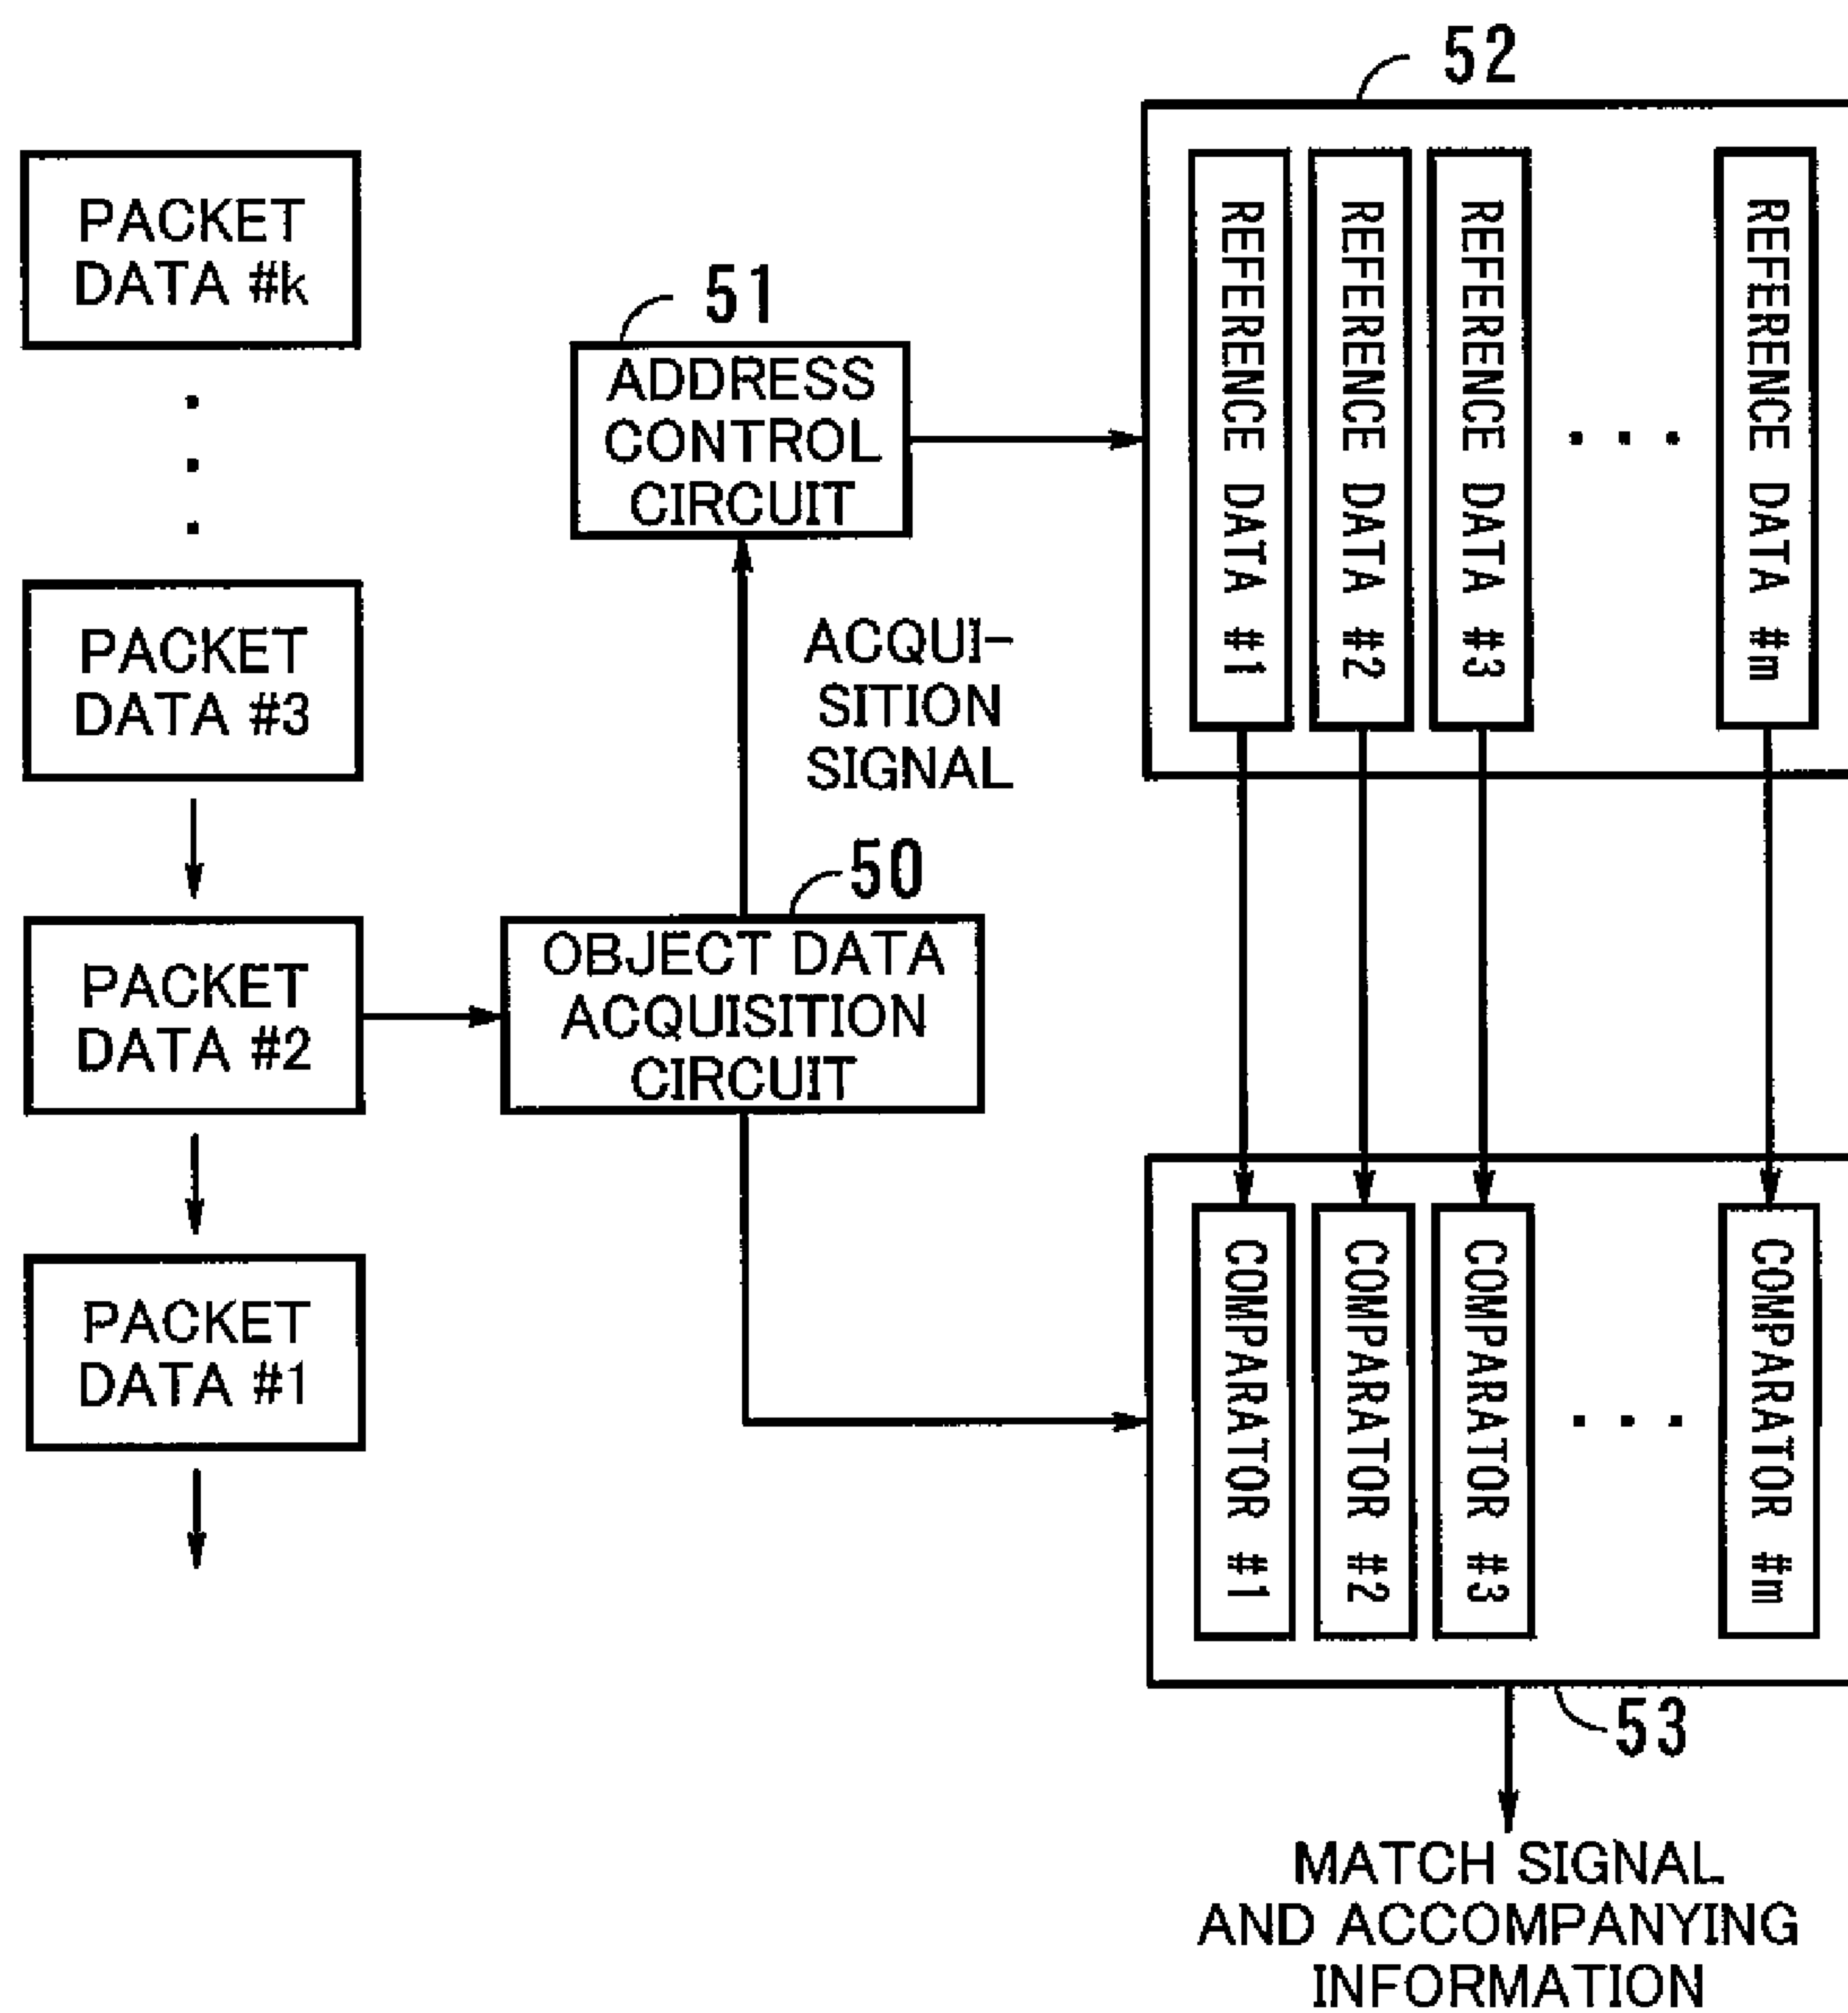 52
PACKET
DATA #k
51
ADDRESS
CONTROL
CIRCUIT
REFERENCE DATA #1
REFERENCE DATA #2
REFERENCE DATA #3
. . .
REFERENCE DATA #m
.
.
.
PACKET
DATA #3
ACQUI-
SITION
SIGNAL
50
PACKET
DATA #2
OBJECT DATA
ACQUISITION
CIRCUIT
PACKET
DATA #1
COMPARATOR #1
COMPARATOR #2
COMPARATOR #3
. . .
COMPARATOR #m
53
MATCH SIGNAL
AND ACCOMPANYING
INFORMATION